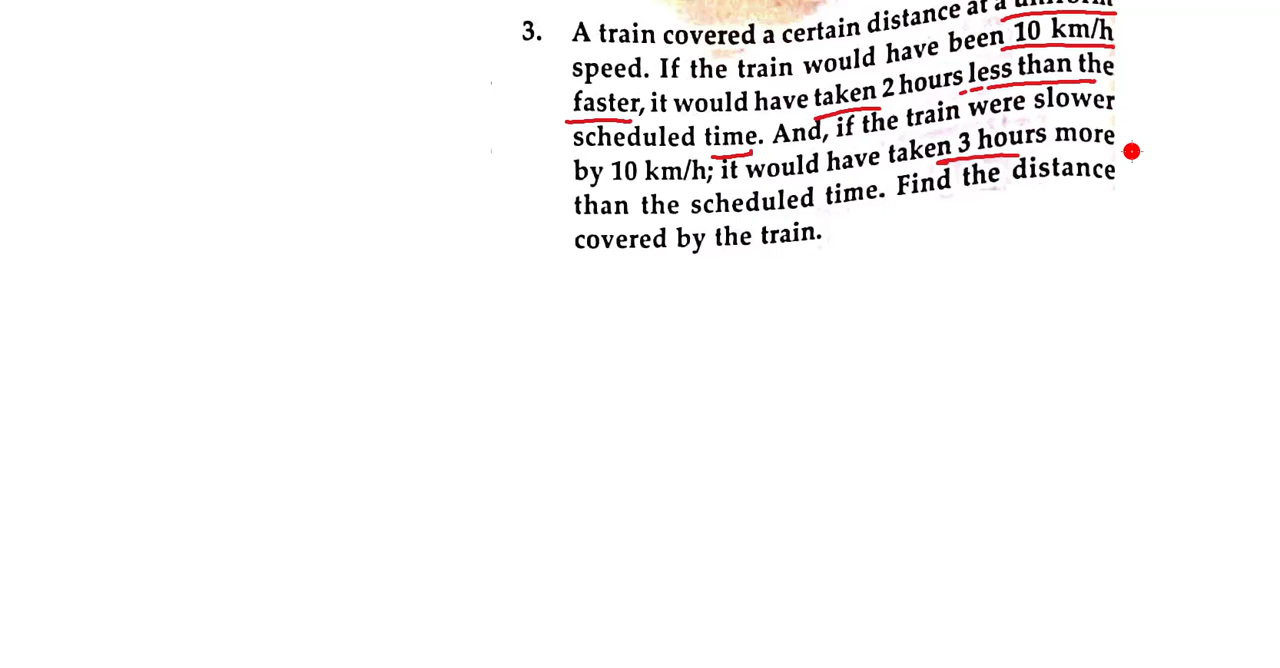 3. A train covered a certain distance at a uniform
speed. If the train would have been 10 km/h
faster, it would have taken 2 hours less than the
scheduled time. And, if the train were slower
by 10 km/h; it would have taken 3 hours more
than the scheduled time. Find the distance
covered by the train.